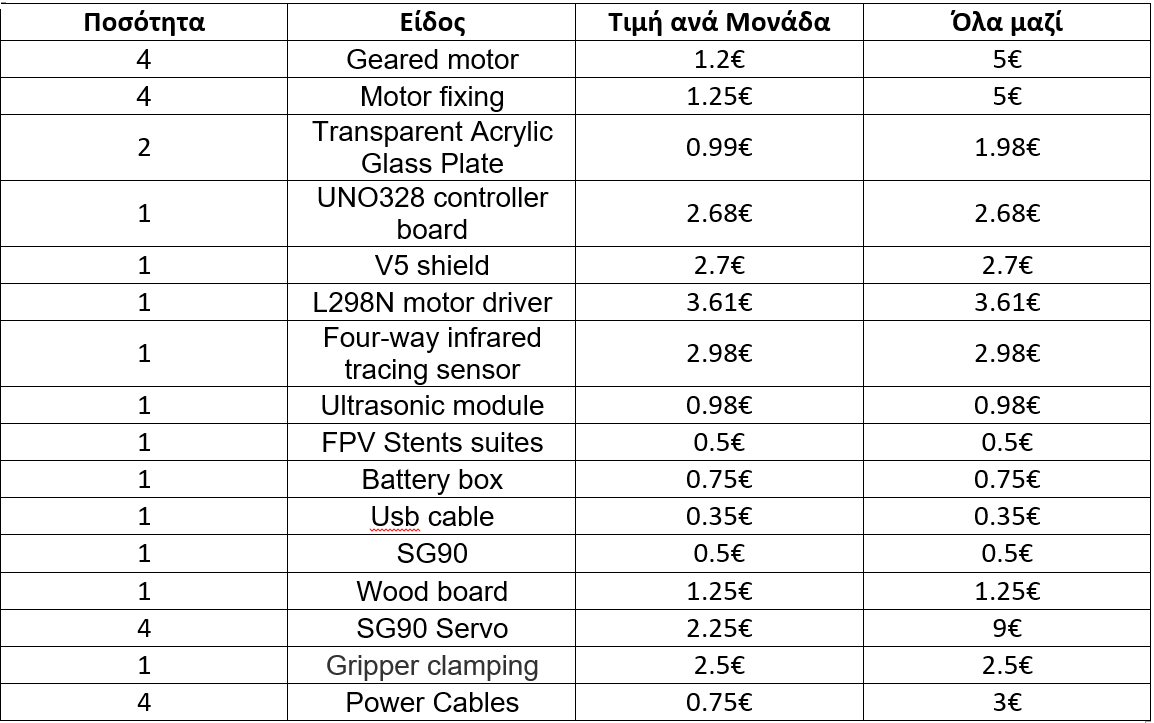 Ποσότητα Είδος Τιμή ανά Μονάδα Όλα μαζί
4 Geared motor 1.2€ 5€
4 Motor fixing 1.25€ 5€
2 Transparent Acrylic 0.99€ 1.98€
Glass Plate
1 UNO328 controller 2.68€ 2.68€
board
1 V5 shield 2.7€ 2.7€
1 L298N motor driver 3.61€ 3.61€
1 Four-way infrared 2.98€ 2.98€
tracing sensor
1 Ultrasonic module 0.98€ 0.98€
1 FPV Stents suites 0.5€ 0.5€
1 Battery box 0.75€ 0.75€
1 Usb cable 0.35€ 0.35€
1 SG90 0.5€ 0.5€
1 Wood board 1.25€ 1.25€
4 SG90 Servo 2.25€ 9€
1 Gripper clamping 2.5€ 2.5€
4 Power Cables 0.75€ 3€